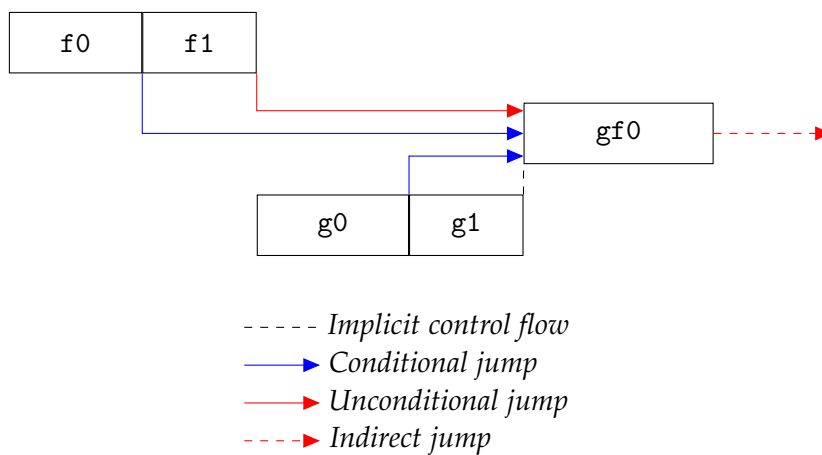 f0 f1
gf0
g0 g1
Implicit control flow
Conditional jump
Unconditional jump
Indirect jump